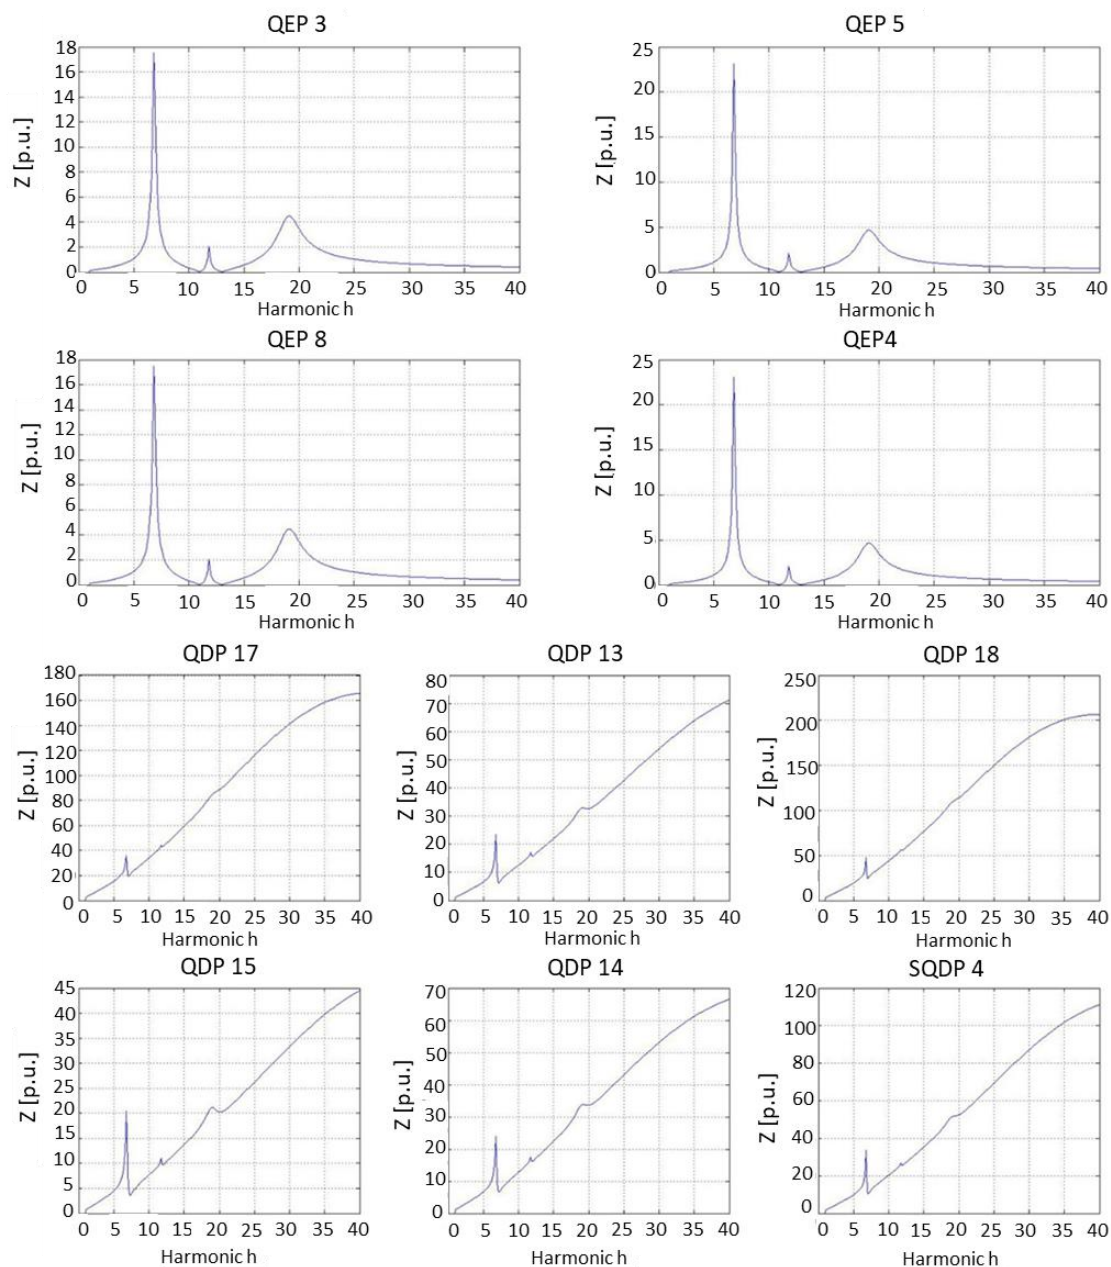 QEP 3
18
16
14
12
10
8
6
4
2
0
Z [p.u.]
0 5 10 15 20 25 30 35 40
Harmonic h
QEP 5
25
20
15
10
5
0
Z [p.u.]
0 5 10 15 20 25 30 35 40
Harmonic h
QEP 8
18
16
14
12
10
8
6
4
2
0
Z [p.u.]
0 5 10 15 20 25 30 35 40
Harmonic h
QEP4
25
20
15
10
5
0
Z [p.u.]
0 5 10 15 20 25 30 35 40
Harmonic h
QDP 17
180
160
140
120
100
80
60
40
20
0
Z [p.u.]
0 5 10 15 20 25 30 35 40
Harmonic h
QDP 13
80
70
60
50
40
30
20
10
0
Z [p.u.]
0 5 10 15 20 25 30 35 40
Harmonic h
QDP 18
250
200
150
100
50
0
Z [p.u.]
0 5 10 15 20 25 30 35 40
Harmonic h
QDP 15
45
40
35
30
25
20
15
10
5
0
Z [p.u.]
0 5 10 15 20 25 30 35 40
Harmonic h
QDP 14
70
60
50
40
30
20
10
0
Z [p.u.]
0 5 10 15 20 25 30 35 40
Harmonic h
SQDP 4
120
100
80
60
40
20
0
Z [p.u.]
0 5 10 15 20 25 30 35 40
Harmonic h